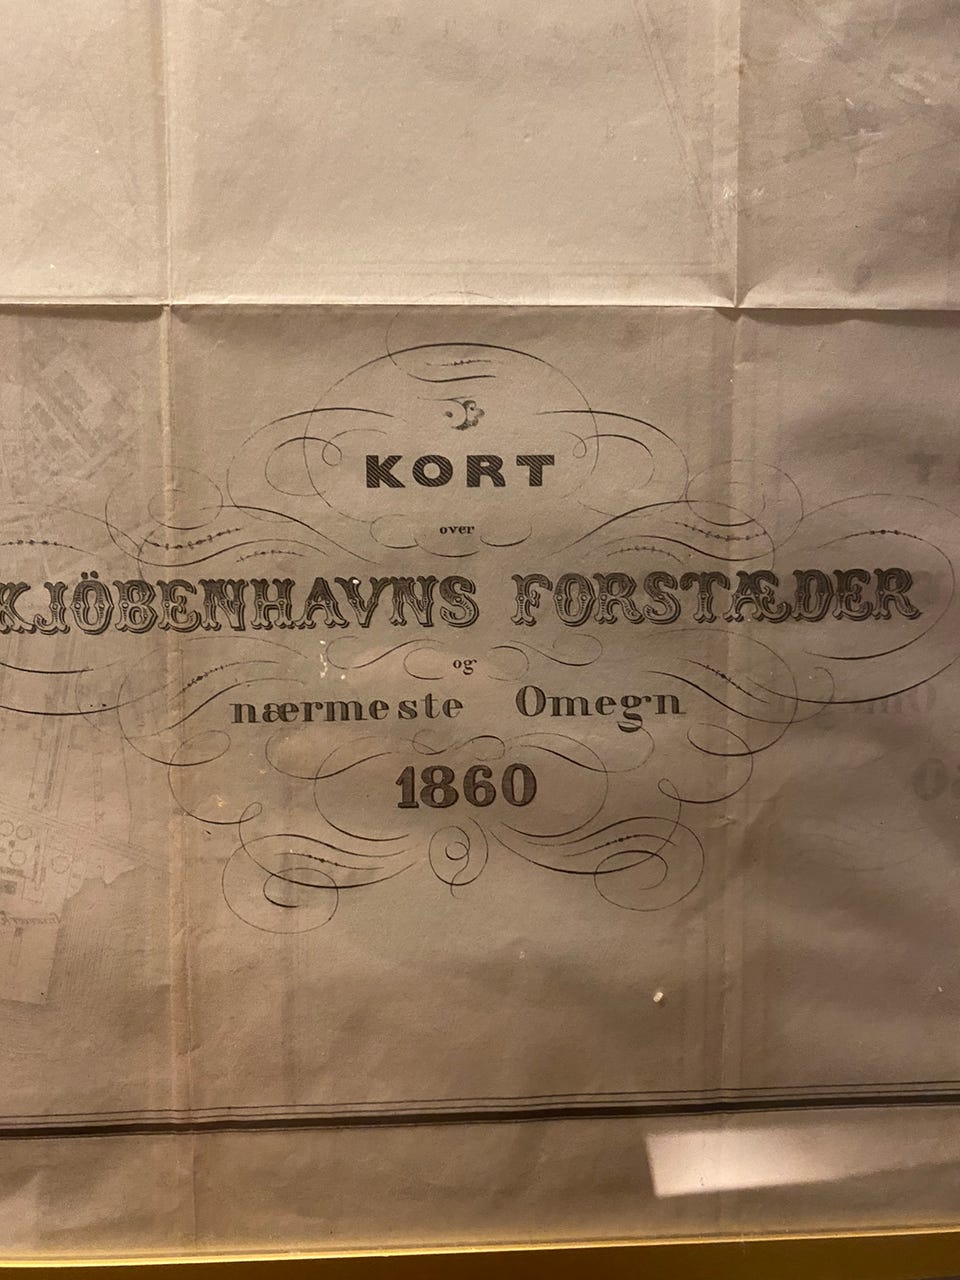 KORT
over
KJÖBENHAVNS FORSTÆDER
og
nærmeste Omegn
1860